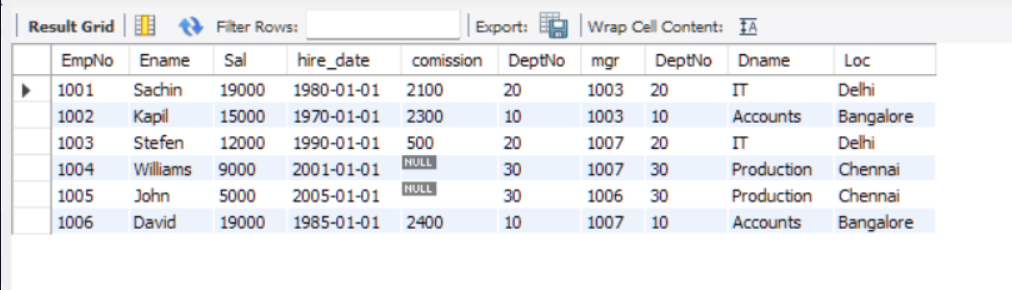 Result Grid Filter Rows: Export: Wrap Cell Content: IA
EmpNo Ename Sal hire_date comission DeptNo mgr DeptNo Dname Loc
1001 Sachin 19000 1980-01-01 2100 20 1003 20 IT Delhi
1002 Kapil 15000 1970-01-01 2300 10 1003 10 Accounts Bangalore
1003 Stefen 12000 1990-01-01 500 20 1007 20 IT Delhi
1004 Williams 9000 2001-01-01 NULL 30 1007 30 Production Chennai
1005 John 5000 2005-01-01 NULL 30 1006 30 Production Chennai
1006 David 19000 1985-01-01 2400 10 1007 10 Accounts Bangalore